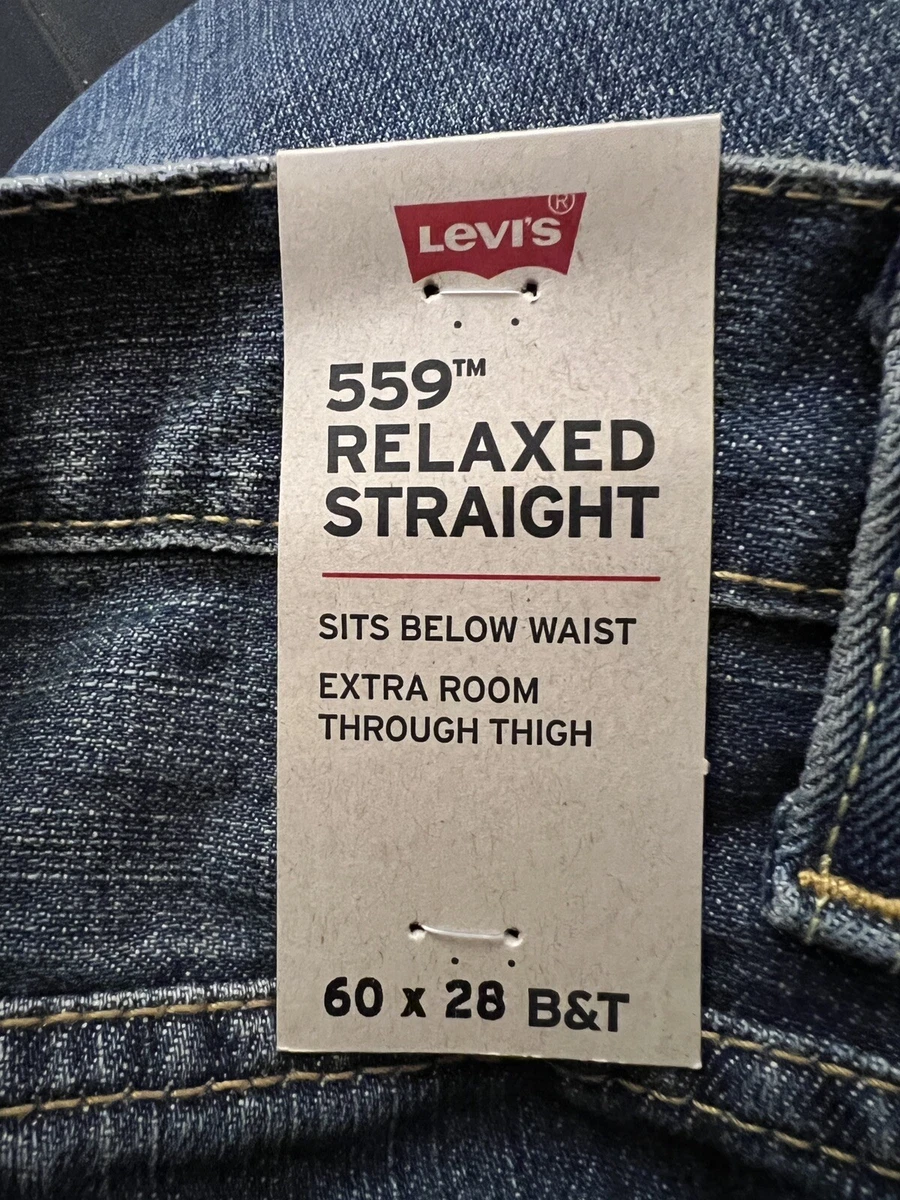 LEVI'S®
559™
RELAXED
STRAIGHT
SITS BELOW WAIST
EXTRA ROOM
THROUGH THIGH
60 x 28 B&T